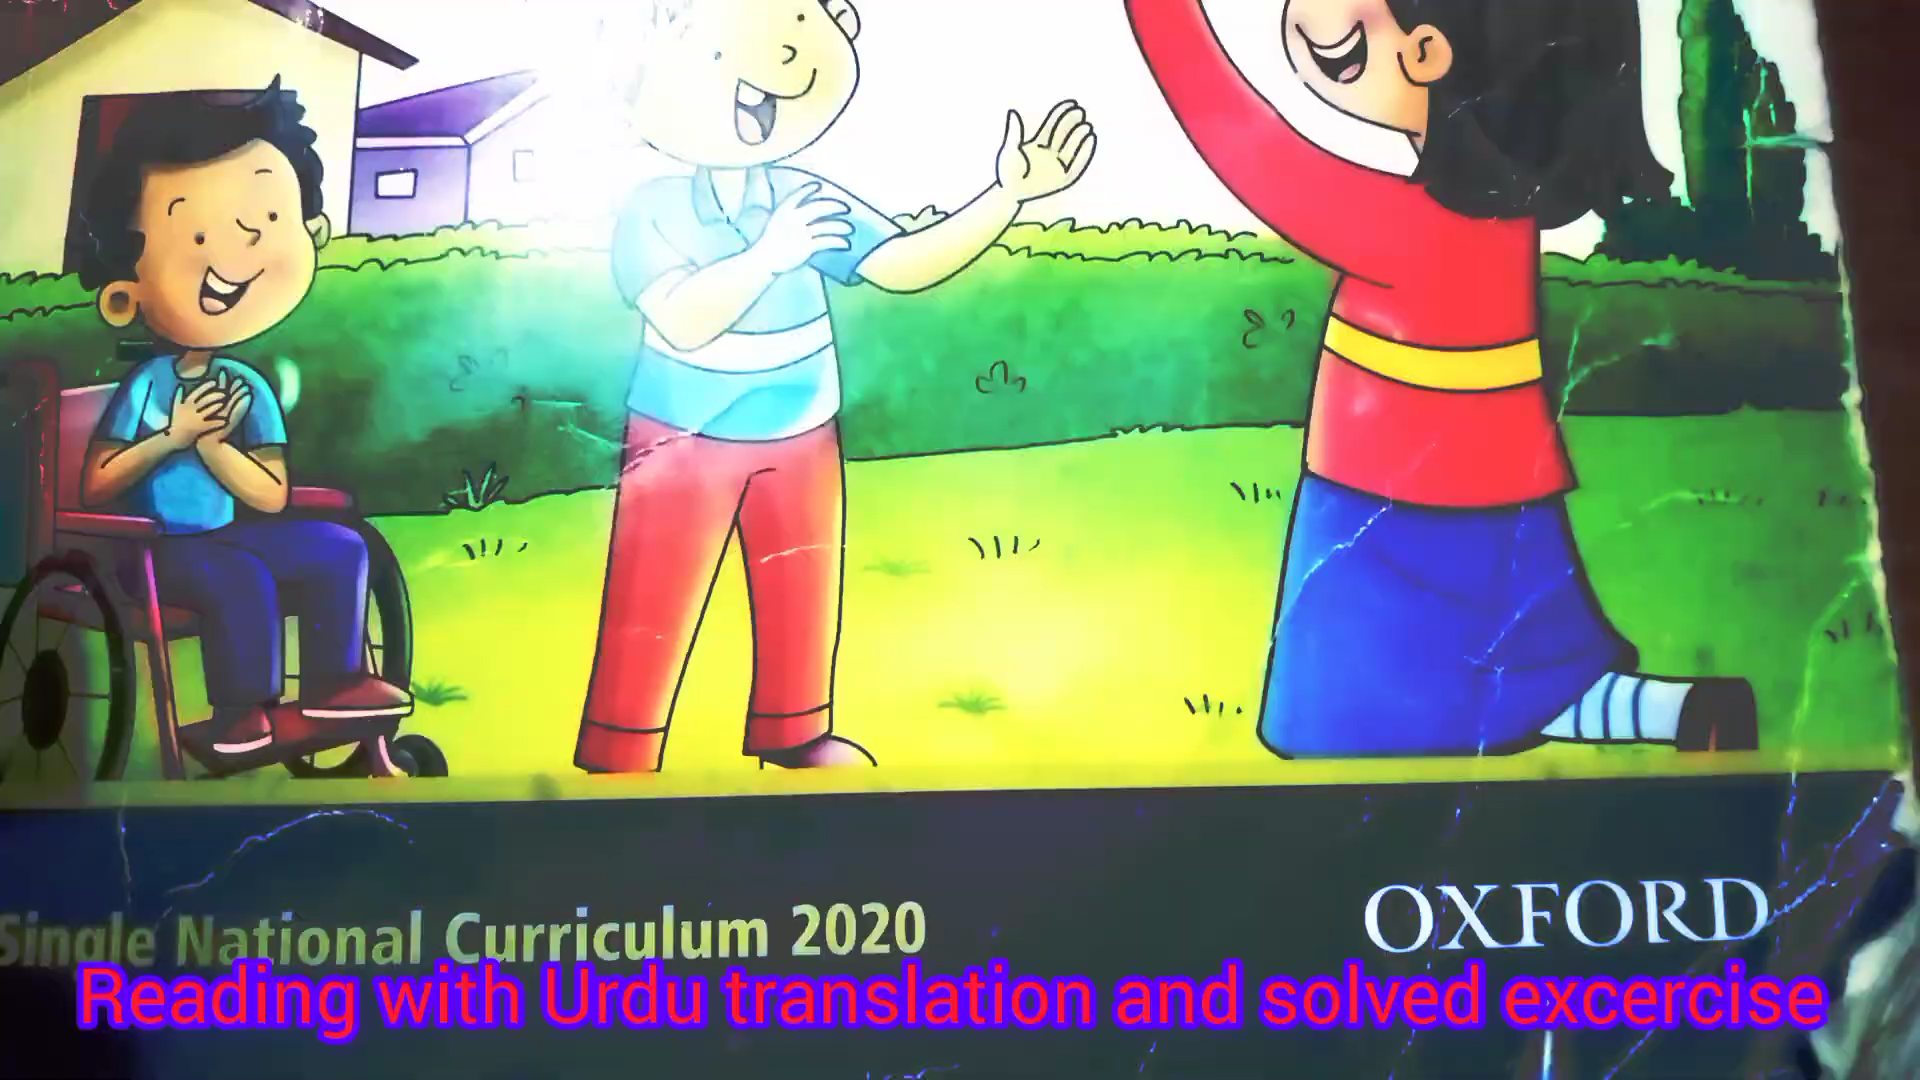 Single National Curriculum 2020
OXFORD
Reading with Urdu translation and solved excercise